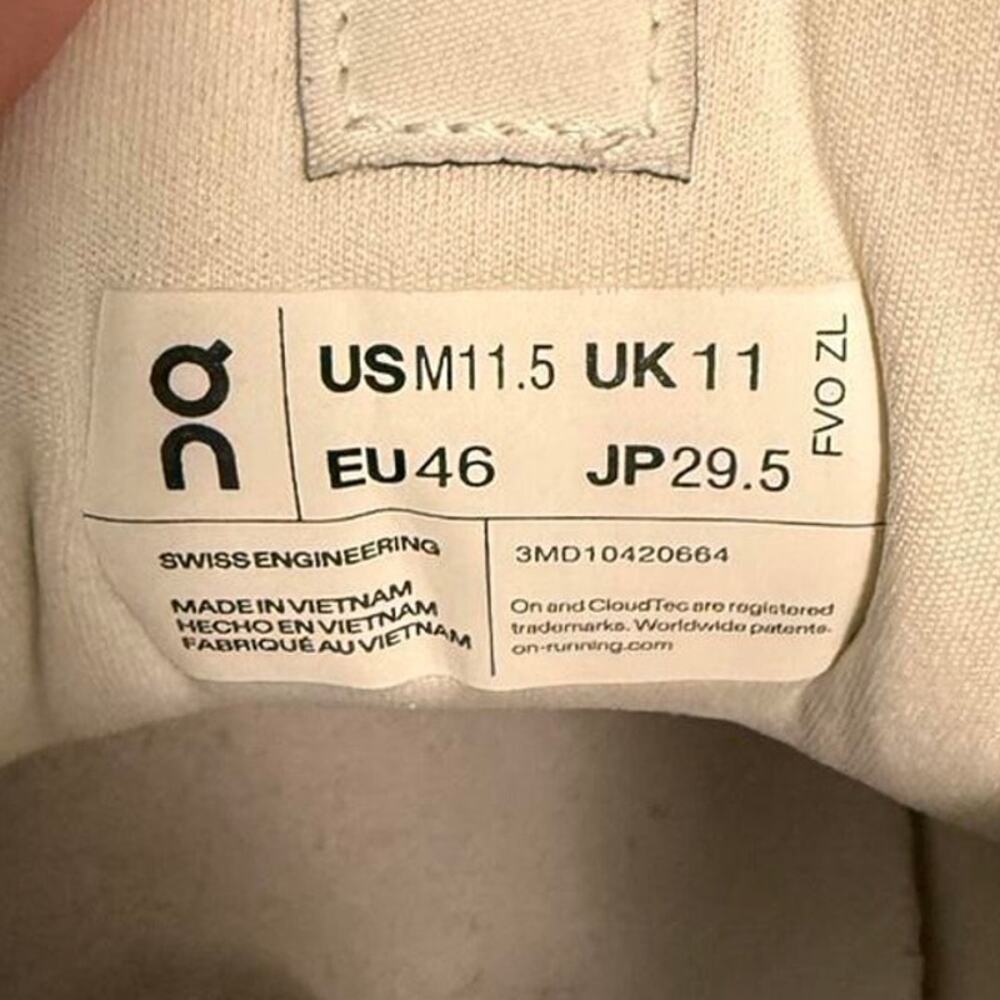 On
US M11.5 UK 11
EU 46 JP 29.5
FVO ZL
SWISS ENGINEERING
MADE IN VIETNAM
HECHO EN VIETNAM
FABRIQUÉ AU VIETNAM
3MD10420664
On and CloudTec are registered
trademarks. Worldwide patents.
on-running.com